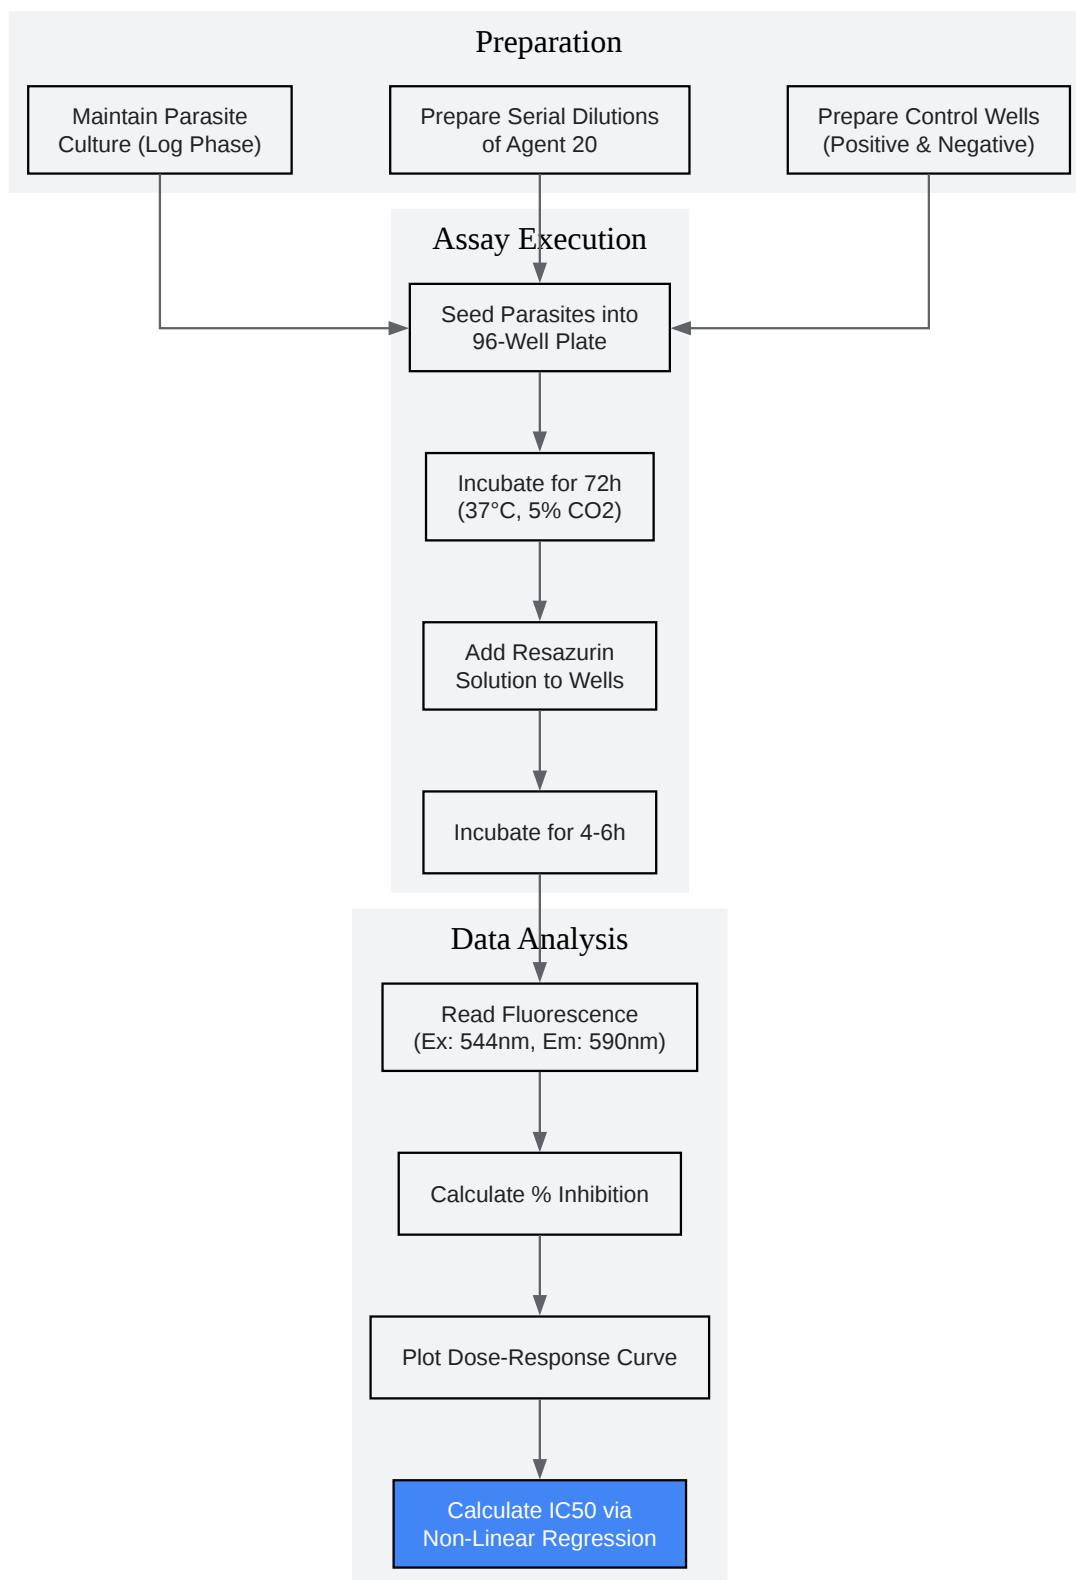 Preparation
Maintain Parasite
Culture (Log Phase)
Prepare Serial Dilutions
of Agent 20
Prepare Control Wells
(Positive & Negative)
Assay Execution
Seed Parasites into
96-Well Plate
Incubate for 72h
(37°C, 5% CO2)
Add Resazurin
Solution to Wells
Incubate for 4-6h
Data Analysis
Read Fluorescence
(Ex: 544nm, Em: 590nm)
Calculate % Inhibition
Plot Dose-Response Curve
Calculate IC50 via
Non-Linear Regression